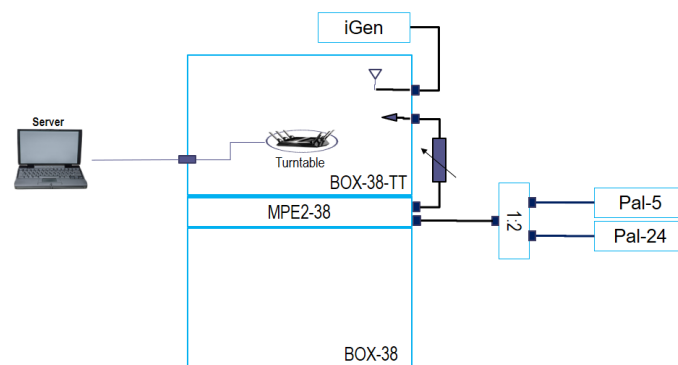 iGen
Server
Turntable
BOX-38-TT
MPE2-38
1:2
Pal-5
Pal-24
BOX-38